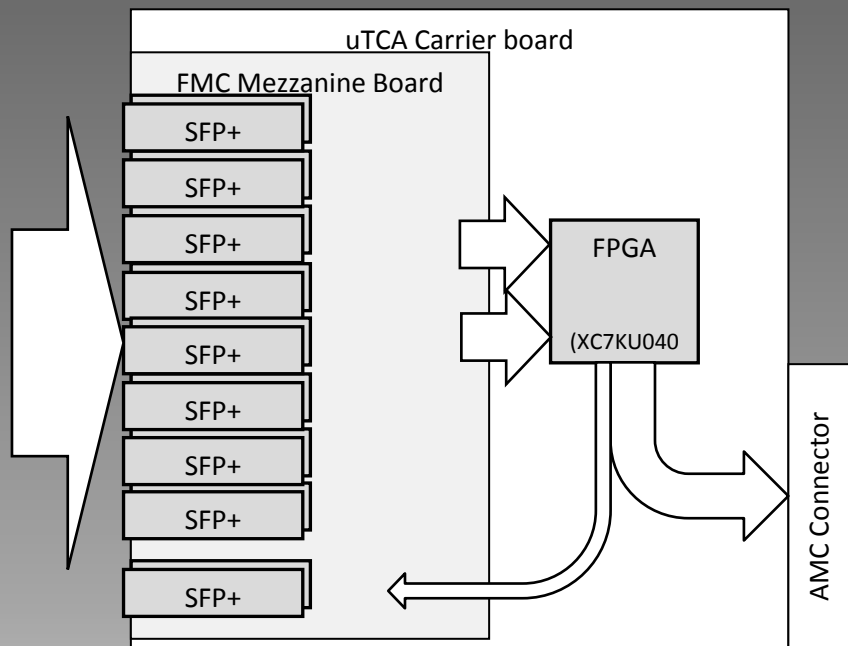 uTCA Carrier board
FMC Mezzanine Board
SFP+
SFP+
SFP+
SFP+
SFP+
SFP+
SFP+
SFP+
SFP+
FPGA
(XC7KU040
AMC Connector